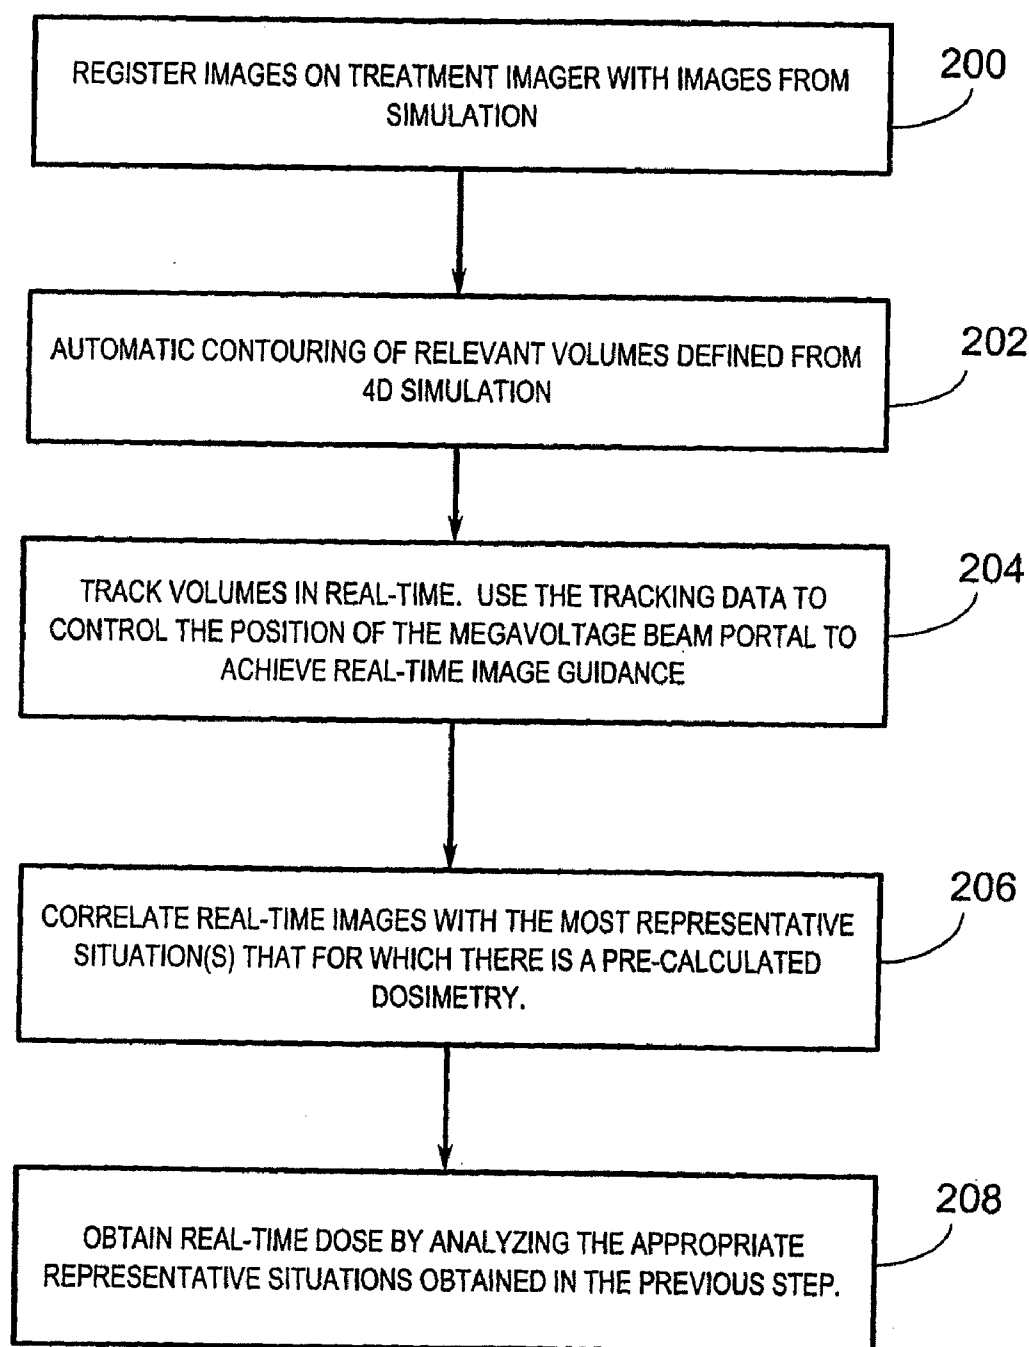 REGISTER IMAGES ON TREATMENT IMAGER WITH IMAGES FROM
SIMULATION
200
AUTOMATIC CONTOURING OF RELEVANT VOLUMES DEFINED FROM
4D SIMULATION
202
TRACK VOLUMES IN REAL-TIME. USE THE TRACKING DATA TO
CONTROL THE POSITION OF THE MEGAVOLTAGE BEAM PORTAL TO
ACHIEVE REAL-TIME IMAGE GUIDANCE
204
CORRELATE REAL-TIME IMAGES WITH THE MOST REPRESENTATIVE
SITUATION(S) THAT FOR WHICH THERE IS A PRE-CALCULATED
DOSIMETRY.
206
OBTAIN REAL-TIME DOSE BY ANALYZING THE APPROPRIATE
REPRESENTATIVE SITUATIONS OBTAINED IN THE PREVIOUS STEP.
208